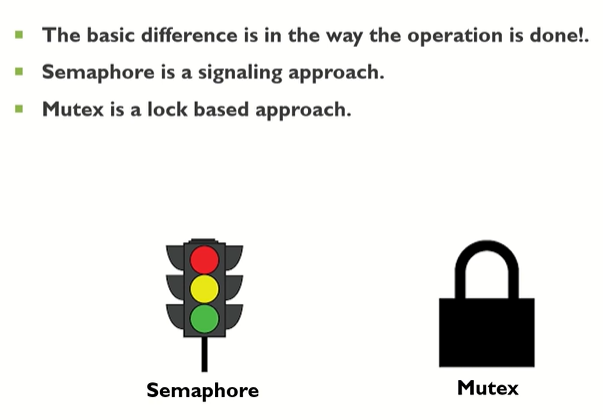 The basic difference is in the way the operation is done!.
Semaphore is a signaling approach.
Mutex is a lock based approach.
Semaphore
Mutex